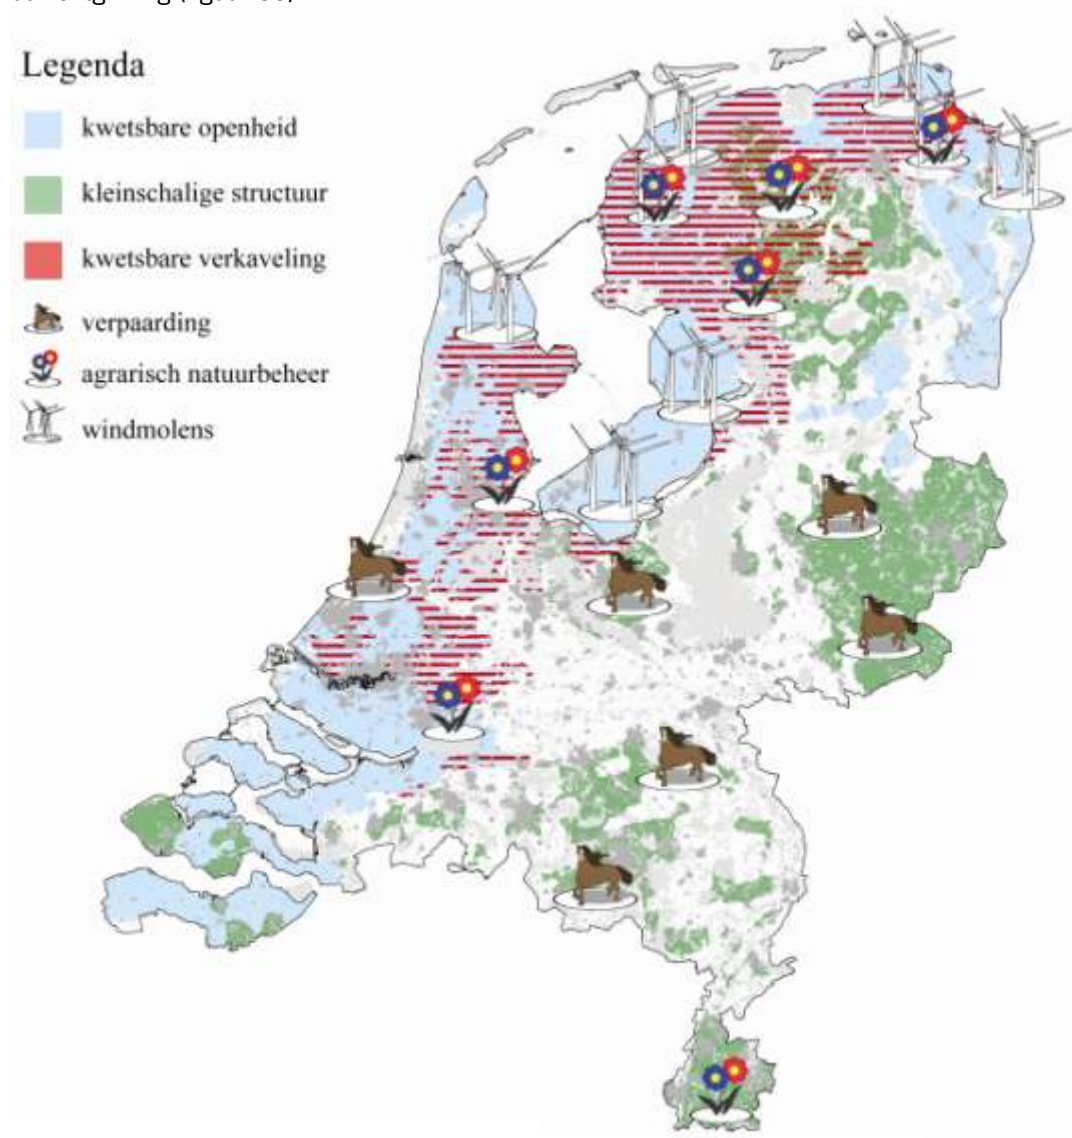 Legenda
kwetsbare openheid
kleinschalige structuur
kwetsbare verkaveling
verpaarding
agrarisch natuurbeheer
windmolens